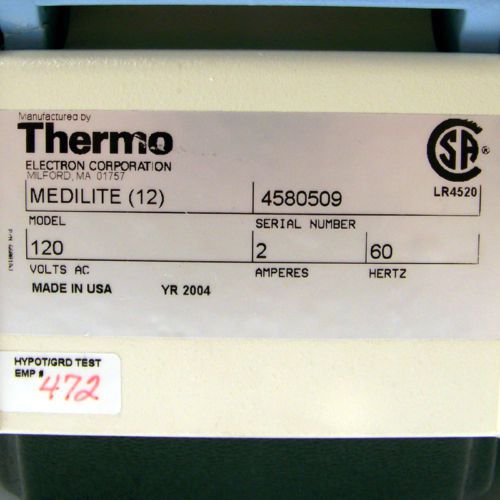 Manufactured by
Thermo
ELECTRON CORPORATION
MILFORD, MA 01757
CSA ®
LR4520
MEDILITE (12) 4580509
MODEL SERIAL NUMBER
120 2 60
VOLTS AC AMPERES HERTZ
MADE IN USA YR 2004
HYPOT/GRD TEST
EMP # 472